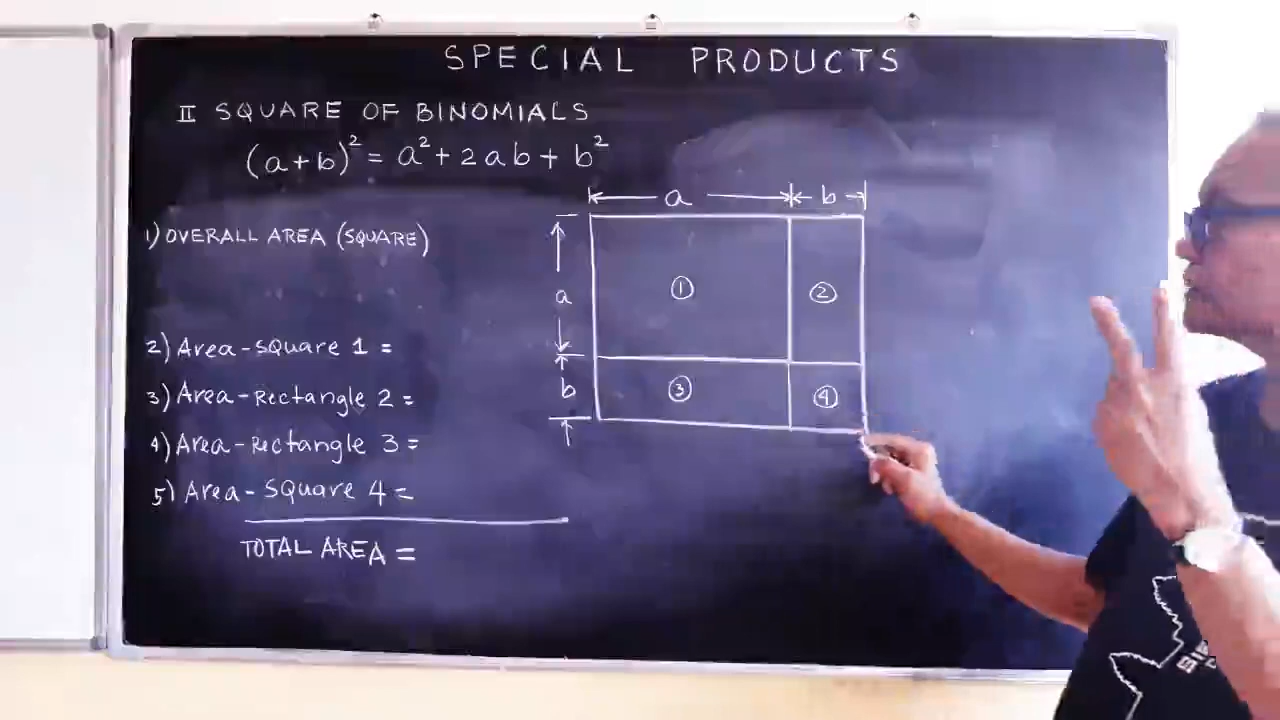 SPECIAL PRODUCTS
II SQUARE OF BINOMIALS
(a+b)² = a² + 2ab + b²
a b
1) OVERALL AREA (SQUARE)
a
① ②
2) Area-square 1 =
b
③ ④
3) Area-Rectangle 2 =
4) Area-Rectangle 3 =
5) Area-Square 4 =
TOTAL AREA =